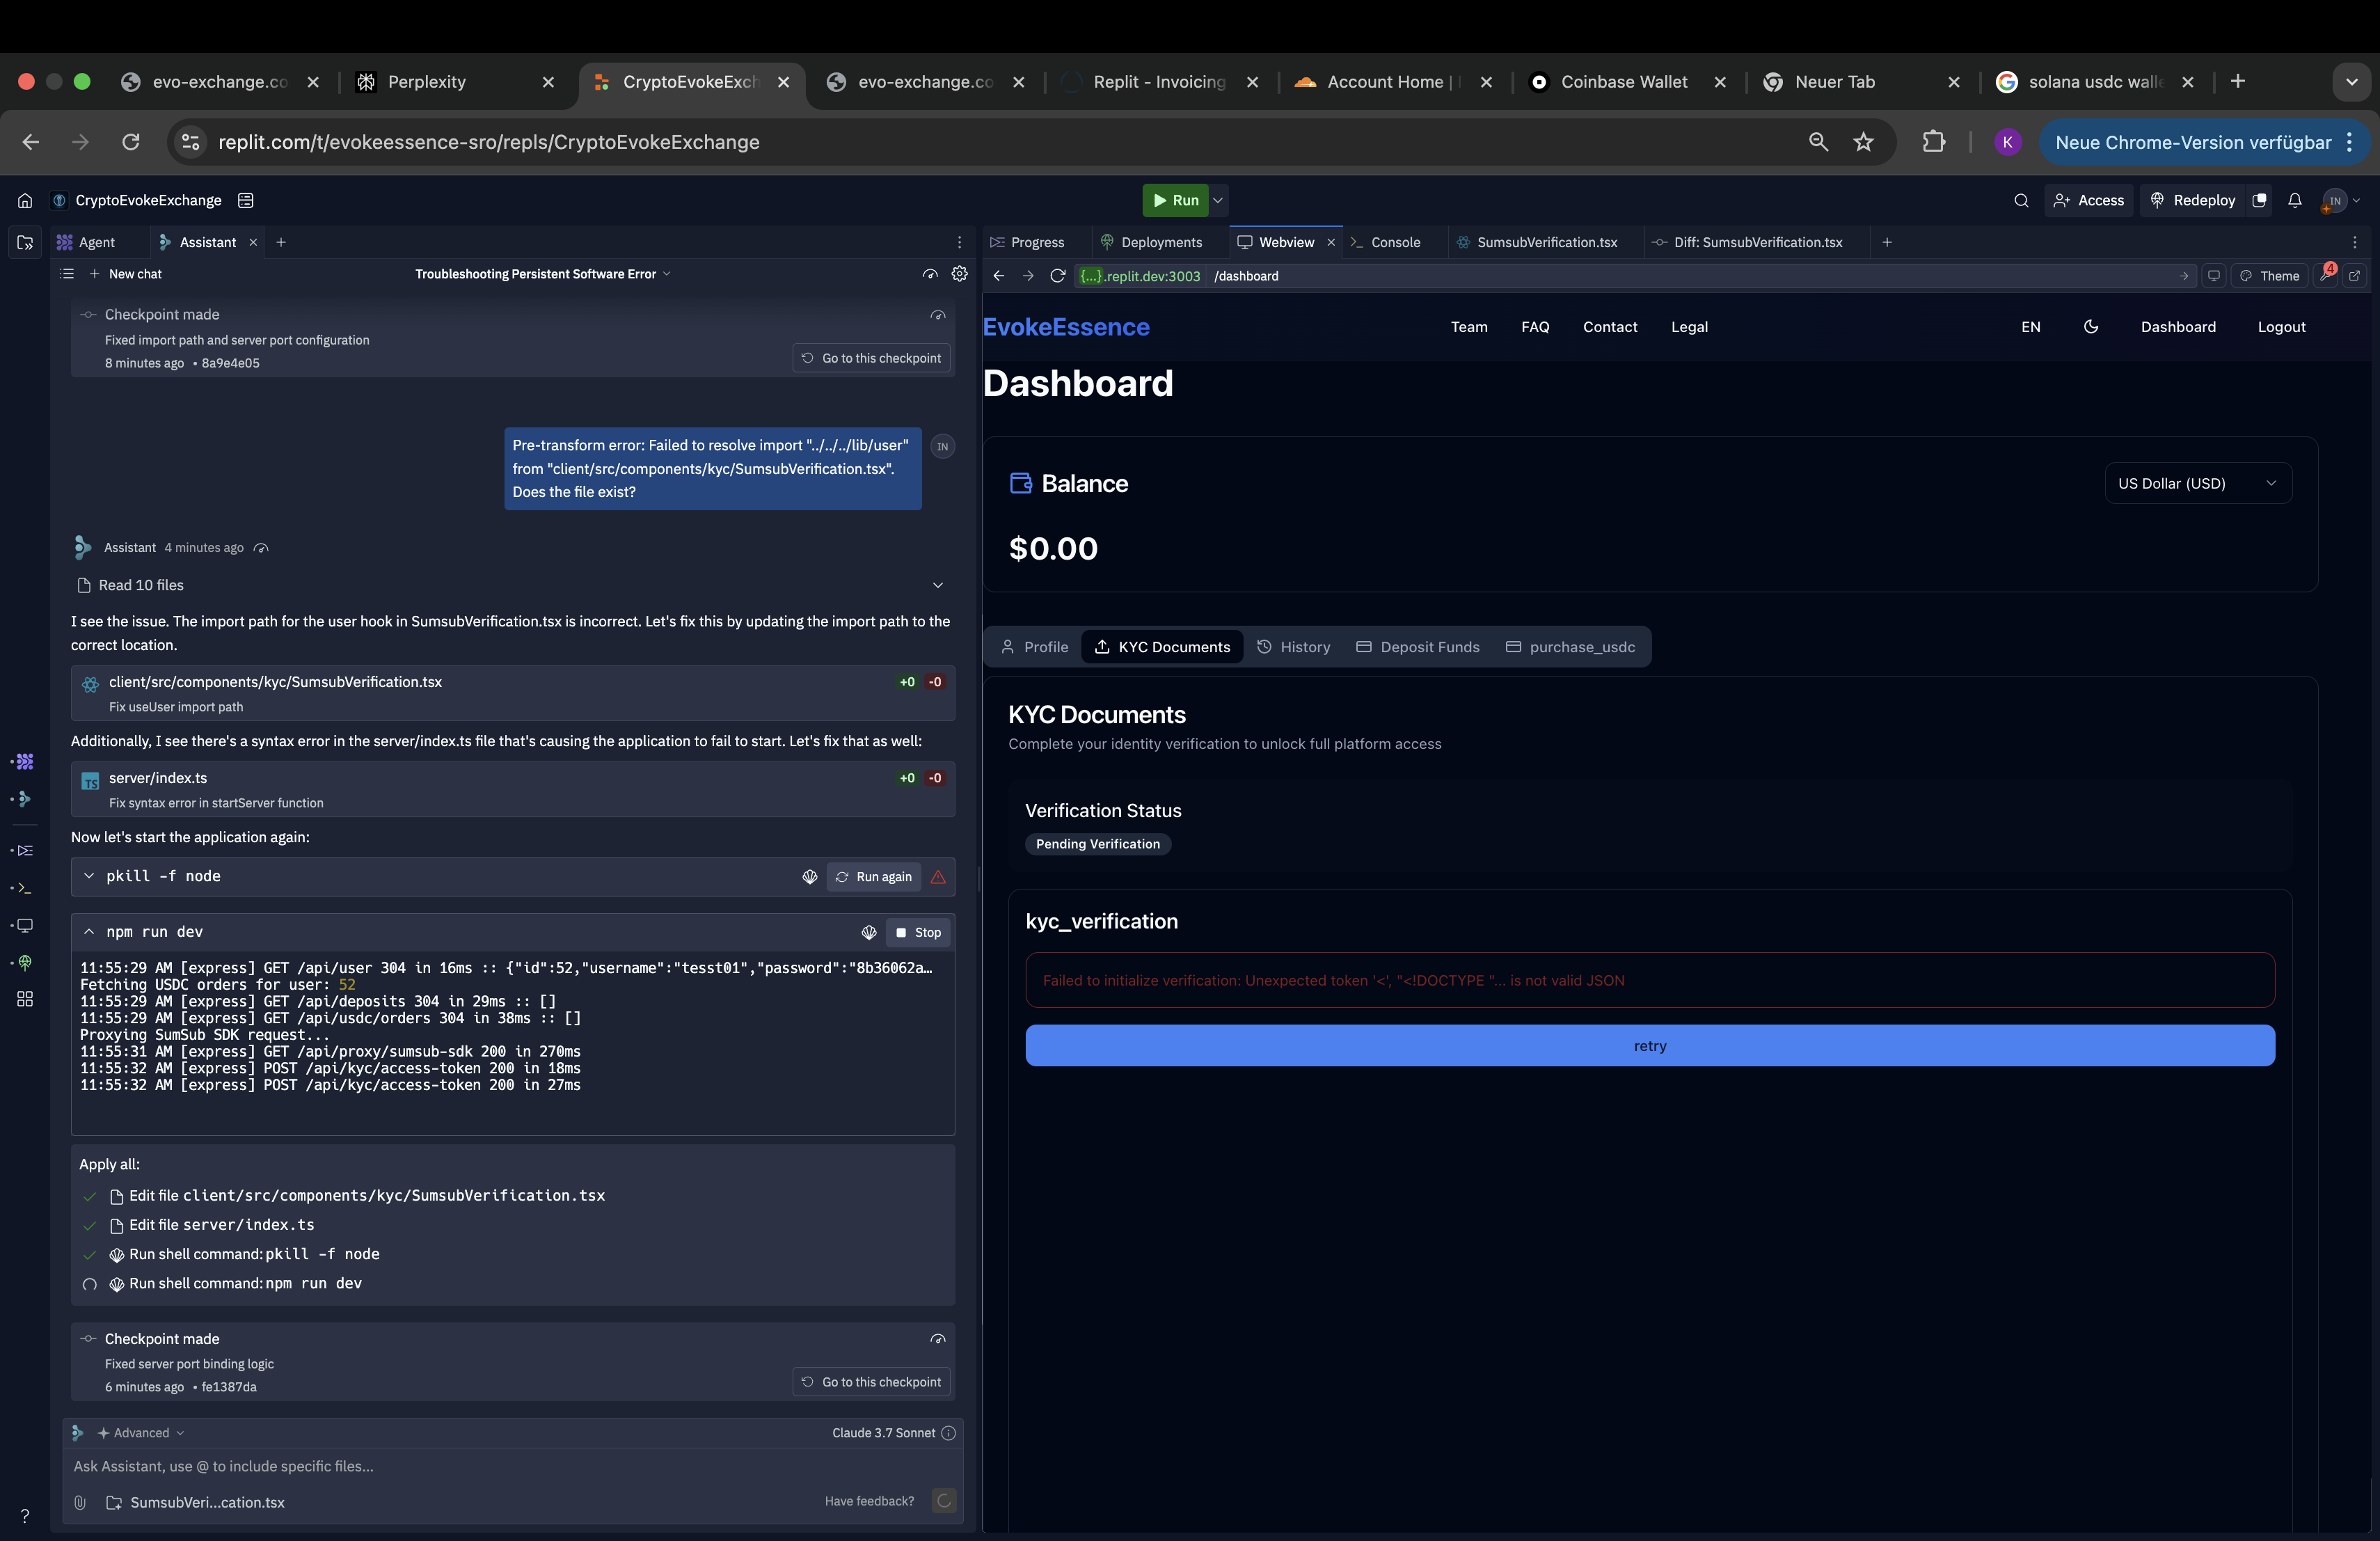 evo-exchange.co
Perplexity
CryptoEvokeExch
evo-exchange.co
Replit - Invoicing
Account Home |
Coinbase Wallet
Neuer Tab
solana usdc walle
replit.com/t/evokeessence-sro/repls/CryptoEvokeExchange
K
Neue Chrome-Version verfügbar
CryptoEvokeExchange
Run
Access
Redeploy
IN
Agent
Assistant
New chat
Troubleshooting Persistent Software Error
Checkpoint made
Fixed import path and server port configuration
8 minutes ago • 8a9e4e05
Go to this checkpoint
Pre-transform error: Failed to resolve import "../../../lib/user"
from "client/src/components/kyc/SumsubVerification.tsx".
Does the file exist?
IN
Assistant 4 minutes ago
Read 10 files
I see the issue. The import path for the user hook in SumsubVerification.tsx is incorrect. Let's fix this by updating the import path to the
correct location.
client/src/components/kyc/SumsubVerification.tsx
+0 -0
Fix useUser import path
Additionally, I see there's a syntax error in the server/index.ts file that's causing the application to fail to start. Let's fix that as well:
TS
server/index.ts
+0 -0
Fix syntax error in startServer function
Now let's start the application again:
pkill -f node
Run again
npm run dev
Stop
11:55:29 AM [express] GET /api/user 304 in 16ms :: {"id":52,"username":"tesst01","password":"8b36062a…
Fetching USDC orders for user: 52
11:55:29 AM [express] GET /api/deposits 304 in 29ms :: []
11:55:29 AM [express] GET /api/usdc/orders 304 in 38ms :: []
Proxying SumSub SDK request...
11:55:31 AM [express] GET /api/proxy/sumsub-sdk 200 in 270ms
11:55:32 AM [express] POST /api/kyc/access-token 200 in 18ms
11:55:32 AM [express] POST /api/kyc/access-token 200 in 27ms
Apply all:
Edit file client/src/components/kyc/SumsubVerification.tsx
Edit file server/index.ts
Run shell command: pkill -f node
Run shell command: npm run dev
Checkpoint made
Fixed server port binding logic
6 minutes ago • fe1387da
Go to this checkpoint
Advanced
Claude 3.7 Sonnet
Ask Assistant, use @ to include specific files...
SumsubVeri...cation.tsx
Have feedback?
?
Progress
Deployments
Webview
Console
SumsubVerification.tsx
Diff: SumsubVerification.tsx
{...}.replit.dev:3003 /dashboard
Theme
4
EvokeEssence
Team
FAQ
Contact
Legal
EN
Dashboard
Logout
Dashboard
Balance
US Dollar (USD)
$0.00
Profile
KYC Documents
History
Deposit Funds
purchase_usdc
KYC Documents
Complete your identity verification to unlock full platform access
Verification Status
Pending Verification
kyc_verification
Failed to initialize verification: Unexpected token '<', "<!DOCTYPE "... is not valid JSON
retry